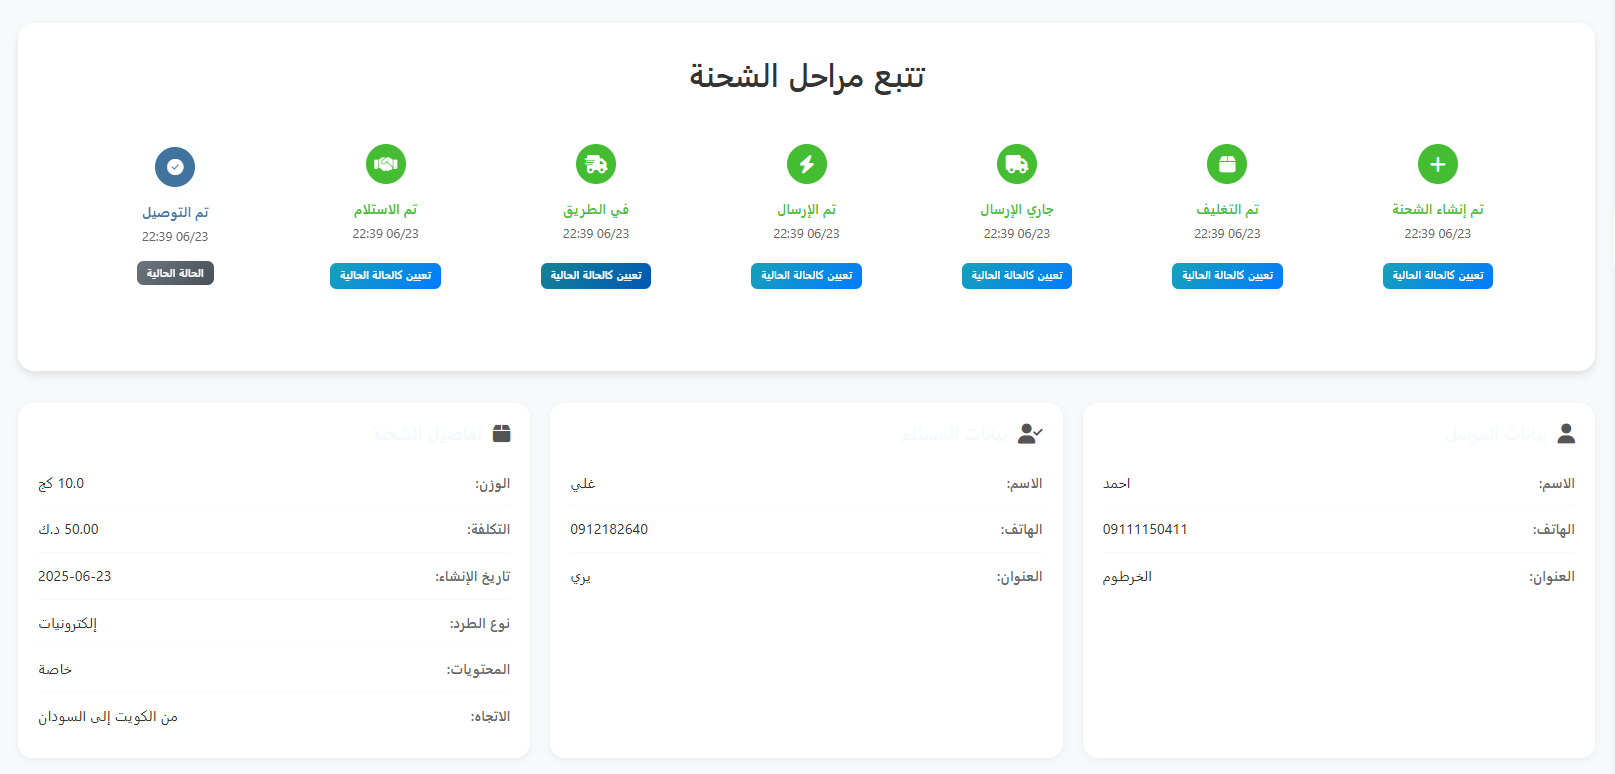 تتبع مراحل الشحنة
تم إنشاء الشحنة
22:39 06/23
تعيين كالحالة الحالية
تم التغليف
22:39 06/23
تعيين كالحالة الحالية
جاري الإرسال
22:39 06/23
تعيين كالحالة الحالية
تم الإرسال
22:39 06/23
تعيين كالحالة الحالية
في الطريق
22:39 06/23
تعيين كالحالة الحالية
تم الاستلام
22:39 06/23
تعيين كالحالة الحالية
تم التوصيل
22:39 06/23
الحالة الحالية
بيانات المرسل
الاسم: احمد
الهاتف: 09111150411
العنوان: الخرطوم
بيانات المستلم
الاسم: غلي
الهاتف: 0912182640
العنوان: يري
تفاصيل الشحنة
الوزن: 10.0 كج
التكلفة: 50.00 د.ك
تاريخ الإنشاء: 2025-06-23
نوع الطرد: إلكترونيات
المحتويات: خاصة
الاتجاه: من الكويت إلى السودان